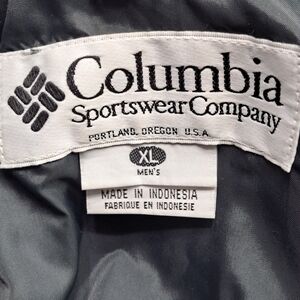 Columbia
Sportswear Company
PORTLAND, OREGON U.S.A.
XL
MEN'S
MADE IN INDONESIA
FABRIQUE EN INDONESIE